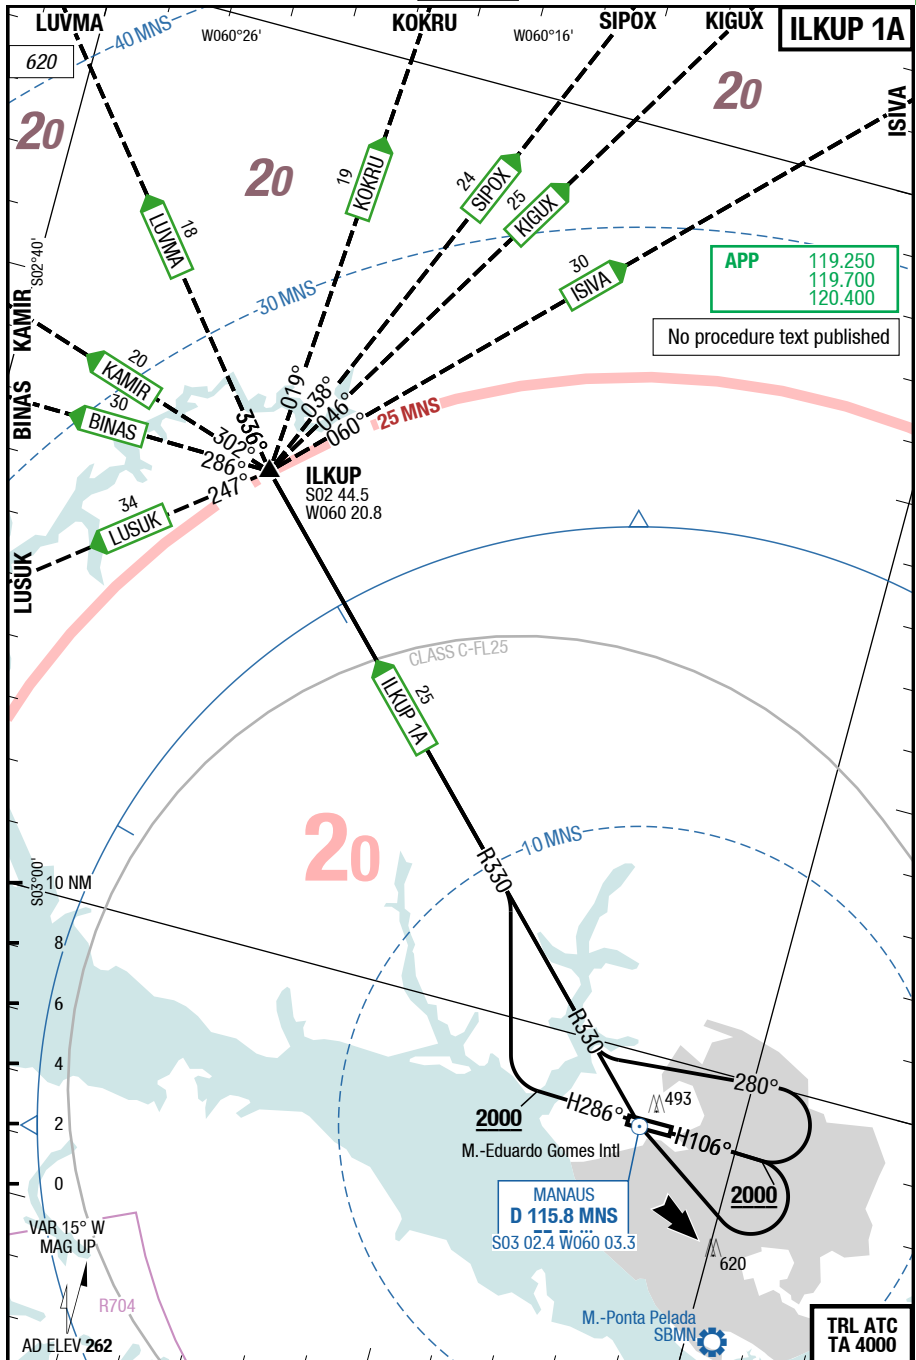 LUVMA
40 MNS
W060°26'
KOKRU
W060°16'
SIPOX
KIGUX
ILKUP 1A
620
20
20
20
ISIVA
19
KOKRU
24
SIPOX
25
KIGUX
18
LUVMA
30
ISIVA
S02°40'
APP 119.250
119.700
120.400
No procedure text published
30 MNS
KAMIR
20
KAMIR
30
BINAS
BINAS
34
LUSUK
LUSUK
336°
019°
038°
046°
060°
302°
286°
247°
25 MNS
ILKUP
S02 44.5
W060 20.8
CLASS C-FL25
25
ILKUP 1A
20
10 MNS
R330
S03°00'
10 NM
8
6
4
2
0
R330
280°
H286°
493
2000
H106°
M.-Eduardo Gomes Intl
2000
MANAUS
D 115.8 MNS
S03 02.4 W060 03.3
620
VAR 15° W
MAG UP
R704
AD ELEV 262
M.-Ponta Pelada
SBMN
TRL ATC
TA 4000